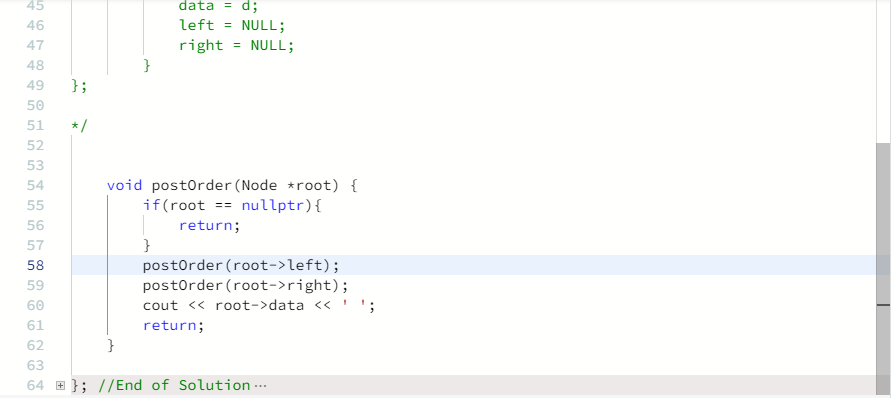 45 data = d;
46 left = NULL;
47 right = NULL;
48 }
49 };
50
51 */
52
53
54 void postOrder(Node *root) {
55 if(root == nullptr){
56 return;
57 }
58 postOrder(root->left);
59 postOrder(root->right);
60 cout << root->data << ' ';
61 return;
62 }
63
64 }; //End of Solution ⋯